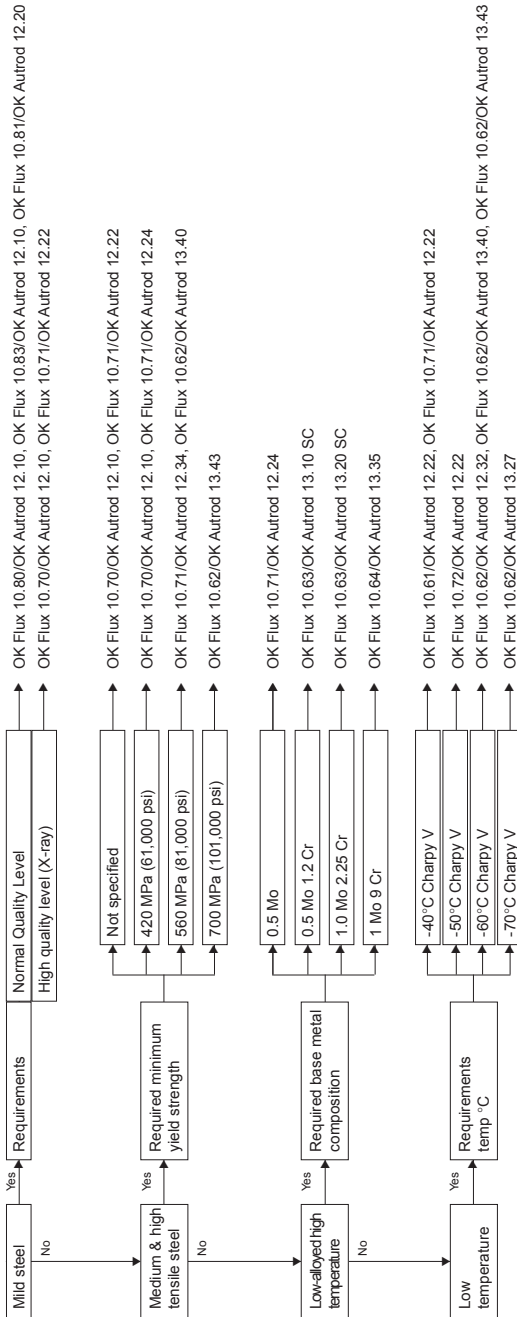 Mild steel
Yes
Requirements
Normal Quality Level
OK Flux 10.80/OK Autrod 12.10, OK Flux 10.83/OK Autrod 12.10, OK Flux 10.81/OK Autrod 12.20
High quality level (X-ray)
OK Flux 10.70/OK Autrod 12.10, OK Flux 10.71/OK Autrod 12.22
No
Medium & high
tensile steel
Yes
Required minimum
yield strength
Not specified
OK Flux 10.70/OK Autrod 12.10, OK Flux 10.71/OK Autrod 12.22
420 MPa (61,000 psi)
OK Flux 10.70/OK Autrod 12.10, OK Flux 10.71/OK Autrod 12.24
560 MPa (81,000 psi)
OK Flux 10.71/OK Autrod 12.34, OK Flux 10.62/OK Autrod 13.40
700 MPa (101,000 psi)
OK Flux 10.62/OK Autrod 13.43
No
Low-alloyed high
temperature
Yes
Required base metal
composition
0.5 Mo
OK Flux 10.71/OK Autrod 12.24
0.5 Mo 1.2 Cr
OK Flux 10.63/OK Autrod 13.10 SC
1.0 Mo 2.25 Cr
OK Flux 10.63/OK Autrod 13.20 SC
1 Mo 9 Cr
OK Flux 10.64/OK Autrod 13.35
No
Low
temperature
Yes
Requirements
temp °C
-40°C Charpy V
OK Flux 10.61/OK Autrod 12.22, OK Flux 10.71/OK Autrod 12.22
-50°C Charpy V
OK Flux 10.72/OK Autrod 12.22
-60°C Charpy V
OK Flux 10.62/OK Autrod 12.32, OK Flux 10.62/OK Autrod 13.40, OK Flux 10.62/OK Autrod 13.43
-70°C Charpy V
OK Flux 10.62/OK Autrod 13.27